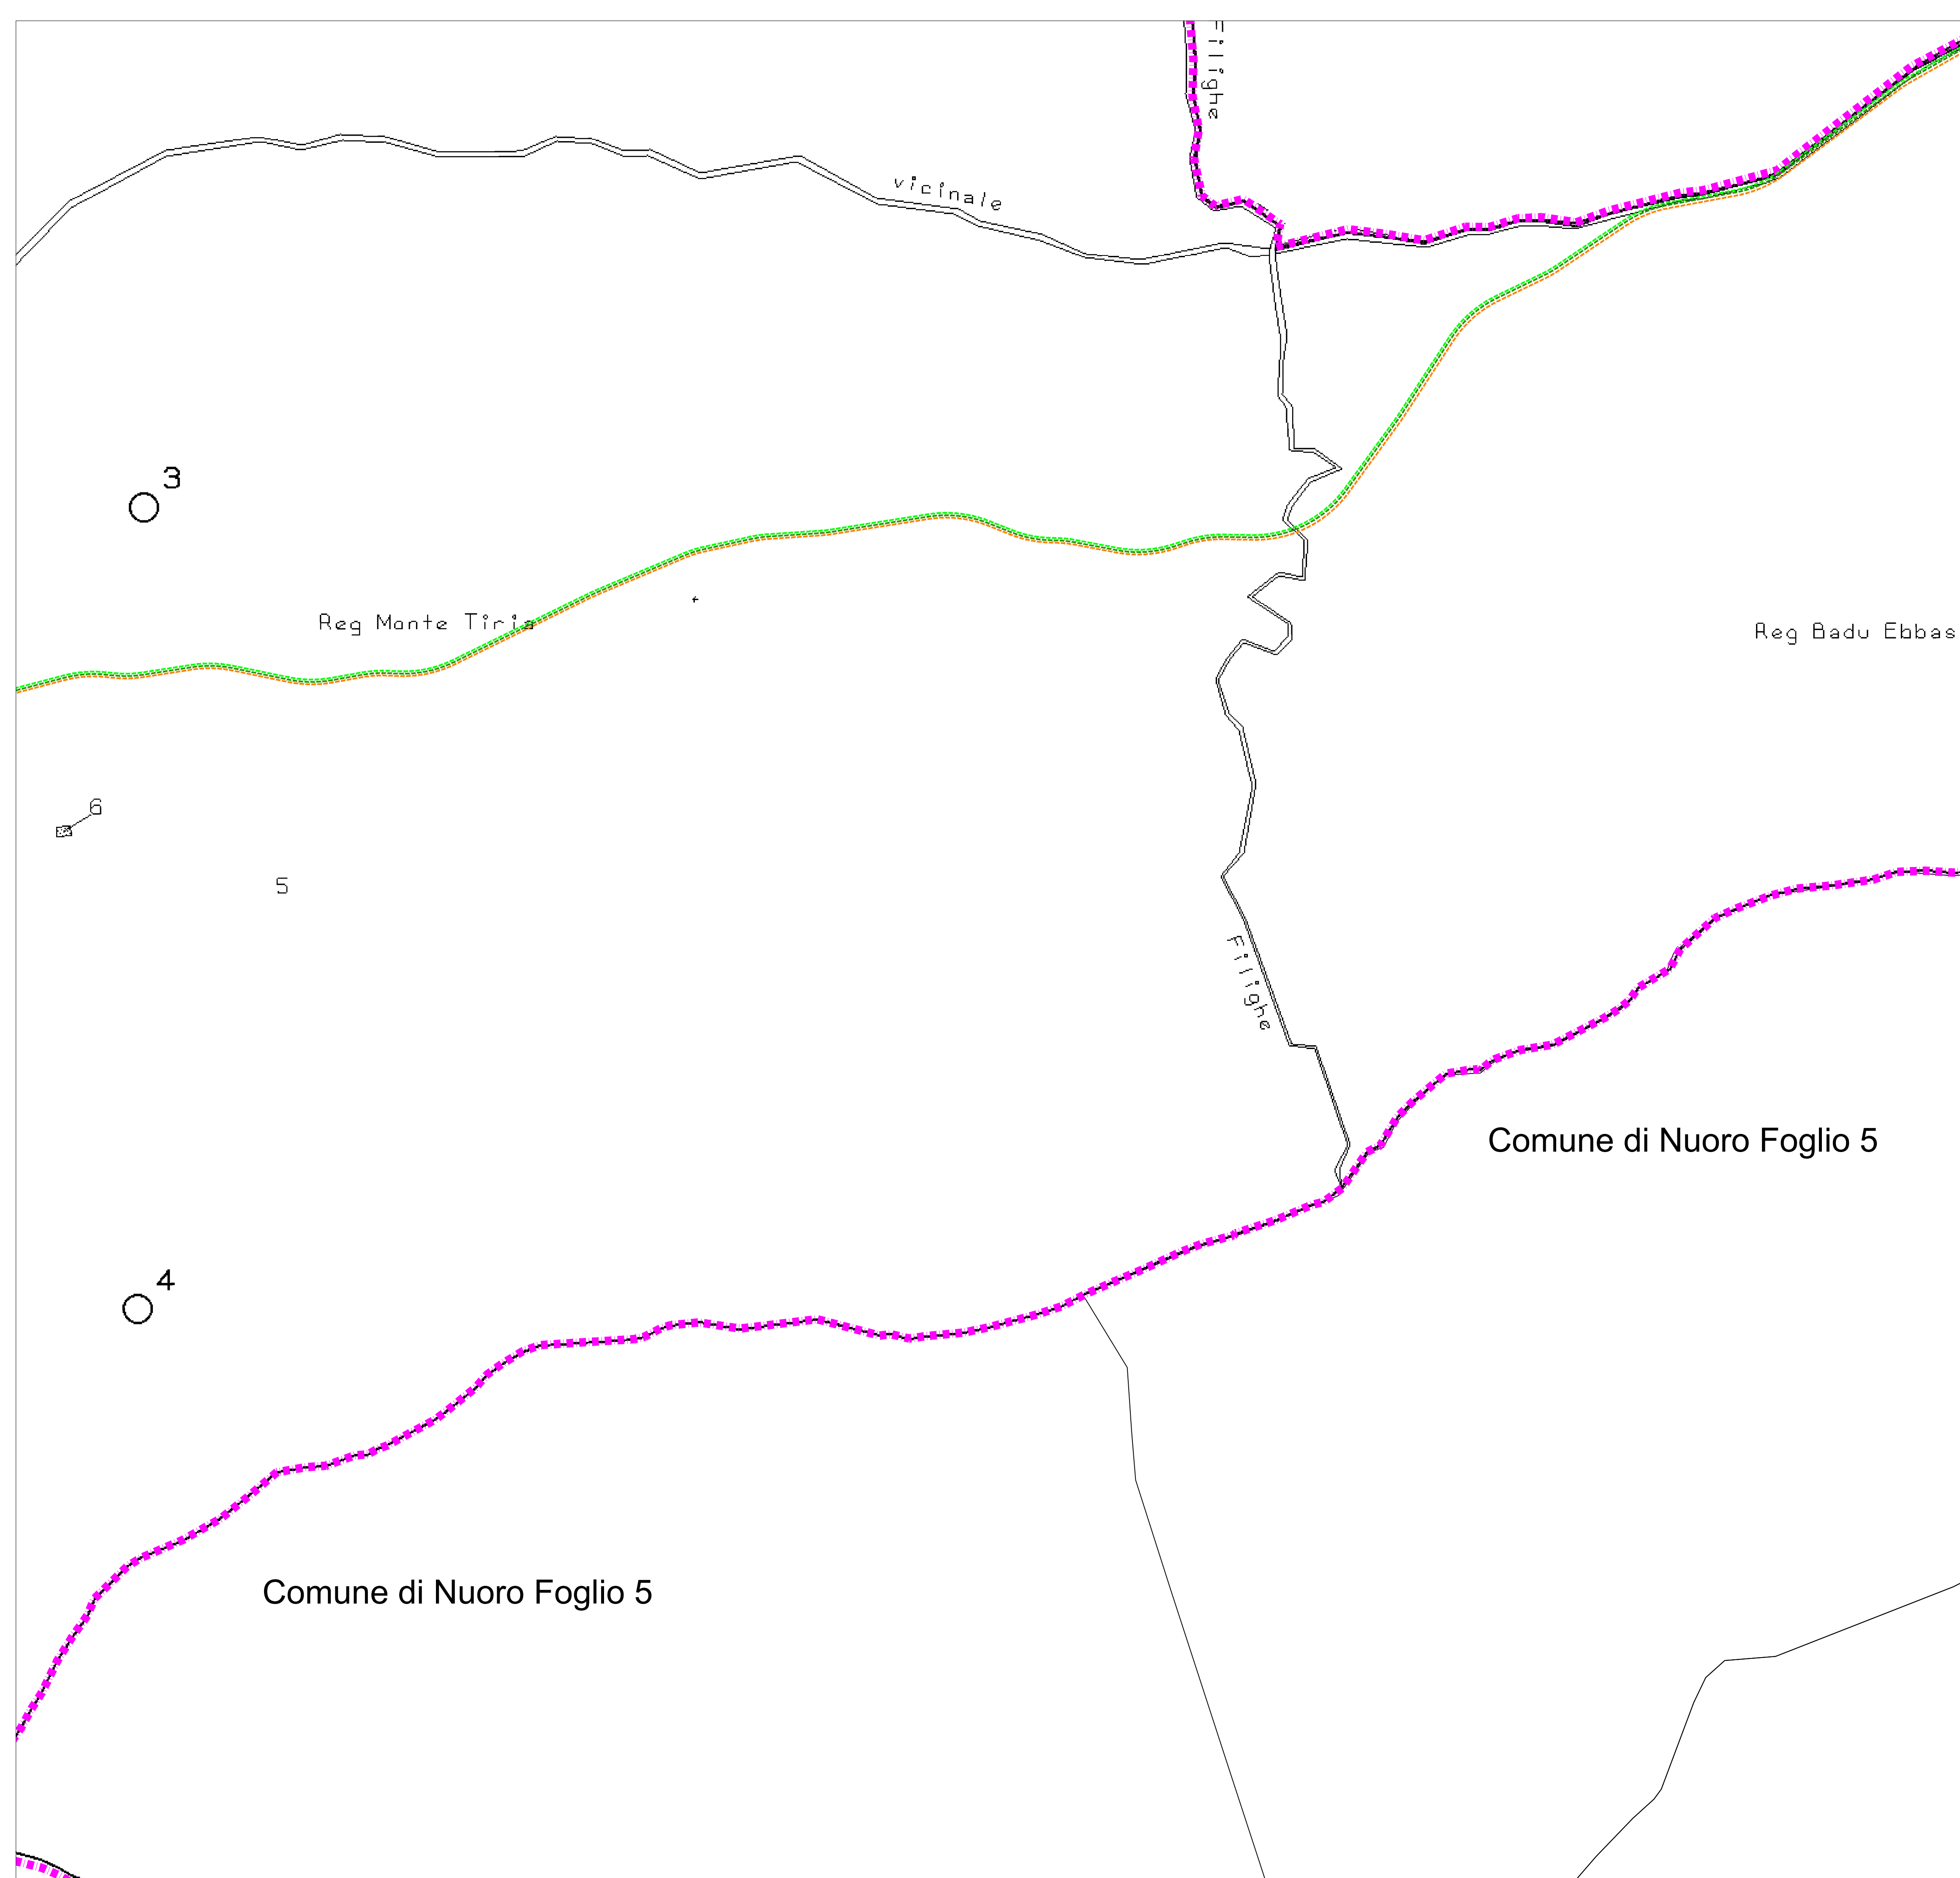 Filighe
vicinale
3
Reg Monte Tiria
Reg Badu Ebbas
6
5
Filighe
Comune di Nuoro Foglio 5
4
Comune di Nuoro Foglio 5